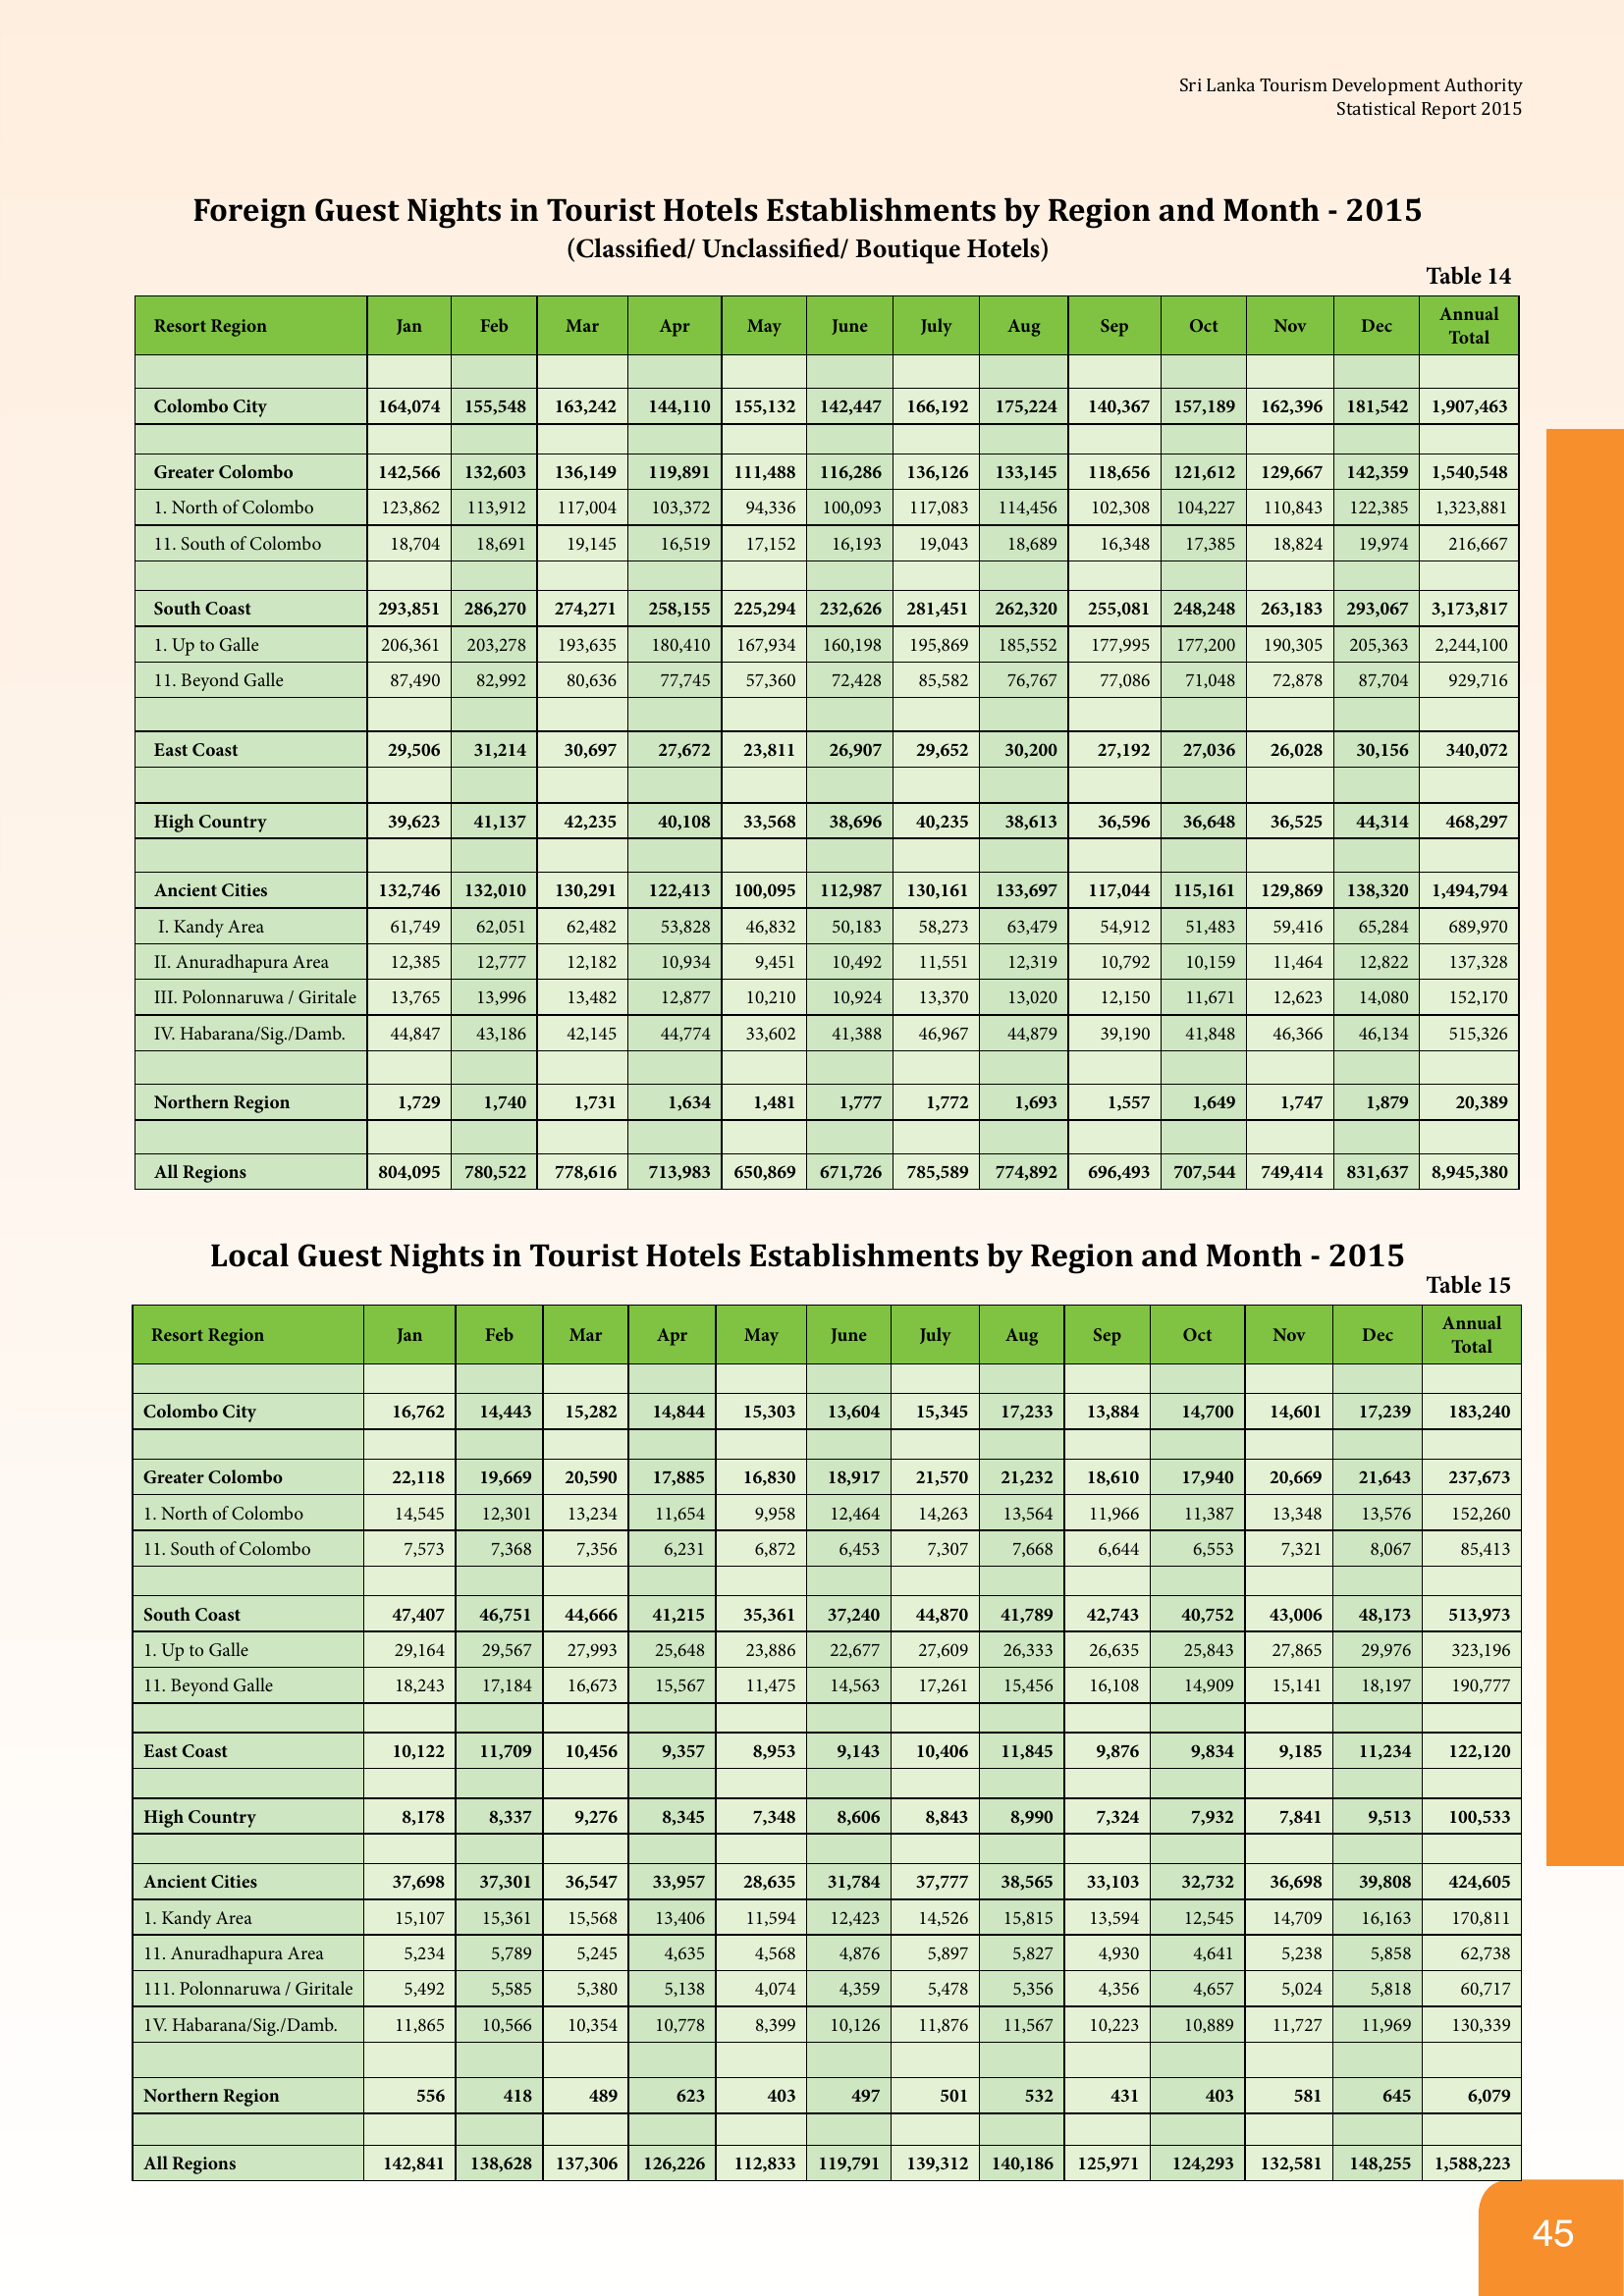 Sri Lanka Tourism Development Authority
Statistical Report 2015
Foreign Guest Nights in Tourist Hotels Establishments by Region and Month - 2015
(Classified/ Unclassified/ Boutique Hotels)
Table 14
Resort Region Jan Feb Mar Apr May June July Aug Sep Oct Nov Dec Annual Total
Colombo City 164,074 155,548 163,242 144,110 155,132 142,447 166,192 175,224 140,367 157,189 162,396 181,542 1,907,463
Greater Colombo 142,566 132,603 136,149 119,891 111,488 116,286 136,126 133,145 118,656 121,612 129,667 142,359 1,540,548
1. North of Colombo 123,862 113,912 117,004 103,372 94,336 100,093 117,083 114,456 102,308 104,227 110,843 122,385 1,323,881
11. South of Colombo 18,704 18,691 19,145 16,519 17,152 16,193 19,043 18,689 16,348 17,385 18,824 19,974 216,667
South Coast 293,851 286,270 274,271 258,155 225,294 232,626 281,451 262,320 255,081 248,248 263,183 293,067 3,173,817
1. Up to Galle 206,361 203,278 193,635 180,410 167,934 160,198 195,869 185,552 177,995 177,200 190,305 205,363 2,244,100
11. Beyond Galle 87,490 82,992 80,636 77,745 57,360 72,428 85,582 76,767 77,086 71,048 72,878 87,704 929,716
East Coast 29,506 31,214 30,697 27,672 23,811 26,907 29,652 30,200 27,192 27,036 26,028 30,156 340,072
High Country 39,623 41,137 42,235 40,108 33,568 38,696 40,235 38,613 36,596 36,648 36,525 44,314 468,297
Ancient Cities 132,746 132,010 130,291 122,413 100,095 112,987 130,161 133,697 117,044 115,161 129,869 138,320 1,494,794
I. Kandy Area 61,749 62,051 62,482 53,828 46,832 50,183 58,273 63,479 54,912 51,483 59,416 65,284 689,970
II. Anuradhapura Area 12,385 12,777 12,182 10,934 9,451 10,492 11,551 12,319 10,792 10,159 11,464 12,822 137,328
III. Polonnaruwa / Giritale 13,765 13,996 13,482 12,877 10,210 10,924 13,370 13,020 12,150 11,671 12,623 14,080 152,170
IV. Habarana/Sig./Damb. 44,847 43,186 42,145 44,774 33,602 41,388 46,967 44,879 39,190 41,848 46,366 46,134 515,326
Northern Region 1,729 1,740 1,731 1,634 1,481 1,777 1,772 1,693 1,557 1,649 1,747 1,879 20,389
All Regions 804,095 780,522 778,616 713,983 650,869 671,726 785,589 774,892 696,493 707,544 749,414 831,637 8,945,380
Local Guest Nights in Tourist Hotels Establishments by Region and Month - 2015
Table 15
Resort Region Jan Feb Mar Apr May June July Aug Sep Oct Nov Dec Annual Total
Colombo City 16,762 14,443 15,282 14,844 15,303 13,604 15,345 17,233 13,884 14,700 14,601 17,239 183,240
Greater Colombo 22,118 19,669 20,590 17,885 16,830 18,917 21,570 21,232 18,610 17,940 20,669 21,643 237,673
1. North of Colombo 14,545 12,301 13,234 11,654 9,958 12,464 14,263 13,564 11,966 11,387 13,348 13,576 152,260
11. South of Colombo 7,573 7,368 7,356 6,231 6,872 6,453 7,307 7,668 6,644 6,553 7,321 8,067 85,413
South Coast 47,407 46,751 44,666 41,215 35,361 37,240 44,870 41,789 42,743 40,752 43,006 48,173 513,973
1. Up to Galle 29,164 29,567 27,993 25,648 23,886 22,677 27,609 26,333 26,635 25,843 27,865 29,976 323,196
11. Beyond Galle 18,243 17,184 16,673 15,567 11,475 14,563 17,261 15,456 16,108 14,909 15,141 18,197 190,777
East Coast 10,122 11,709 10,456 9,357 8,953 9,143 10,406 11,845 9,876 9,834 9,185 11,234 122,120
High Country 8,178 8,337 9,276 8,345 7,348 8,606 8,843 8,990 7,324 7,932 7,841 9,513 100,533
Ancient Cities 37,698 37,301 36,547 33,957 28,635 31,784 37,777 38,565 33,103 32,732 36,698 39,808 424,605
1. Kandy Area 15,107 15,361 15,568 13,406 11,594 12,423 14,526 15,815 13,594 12,545 14,709 16,163 170,811
11. Anuradhapura Area 5,234 5,789 5,245 4,635 4,568 4,876 5,897 5,827 4,930 4,641 5,238 5,858 62,738
111. Polonnaruwa / Giritale 5,492 5,585 5,380 5,138 4,074 4,359 5,478 5,356 4,356 4,657 5,024 5,818 60,717
1V. Habarana/Sig./Damb. 11,865 10,566 10,354 10,778 8,399 10,126 11,876 11,567 10,223 10,889 11,727 11,969 130,339
Northern Region 556 418 489 623 403 497 501 532 431 403 581 645 6,079
All Regions 142,841 138,628 137,306 126,226 112,833 119,791 139,312 140,186 125,971 124,293 132,581 148,255 1,588,223
45